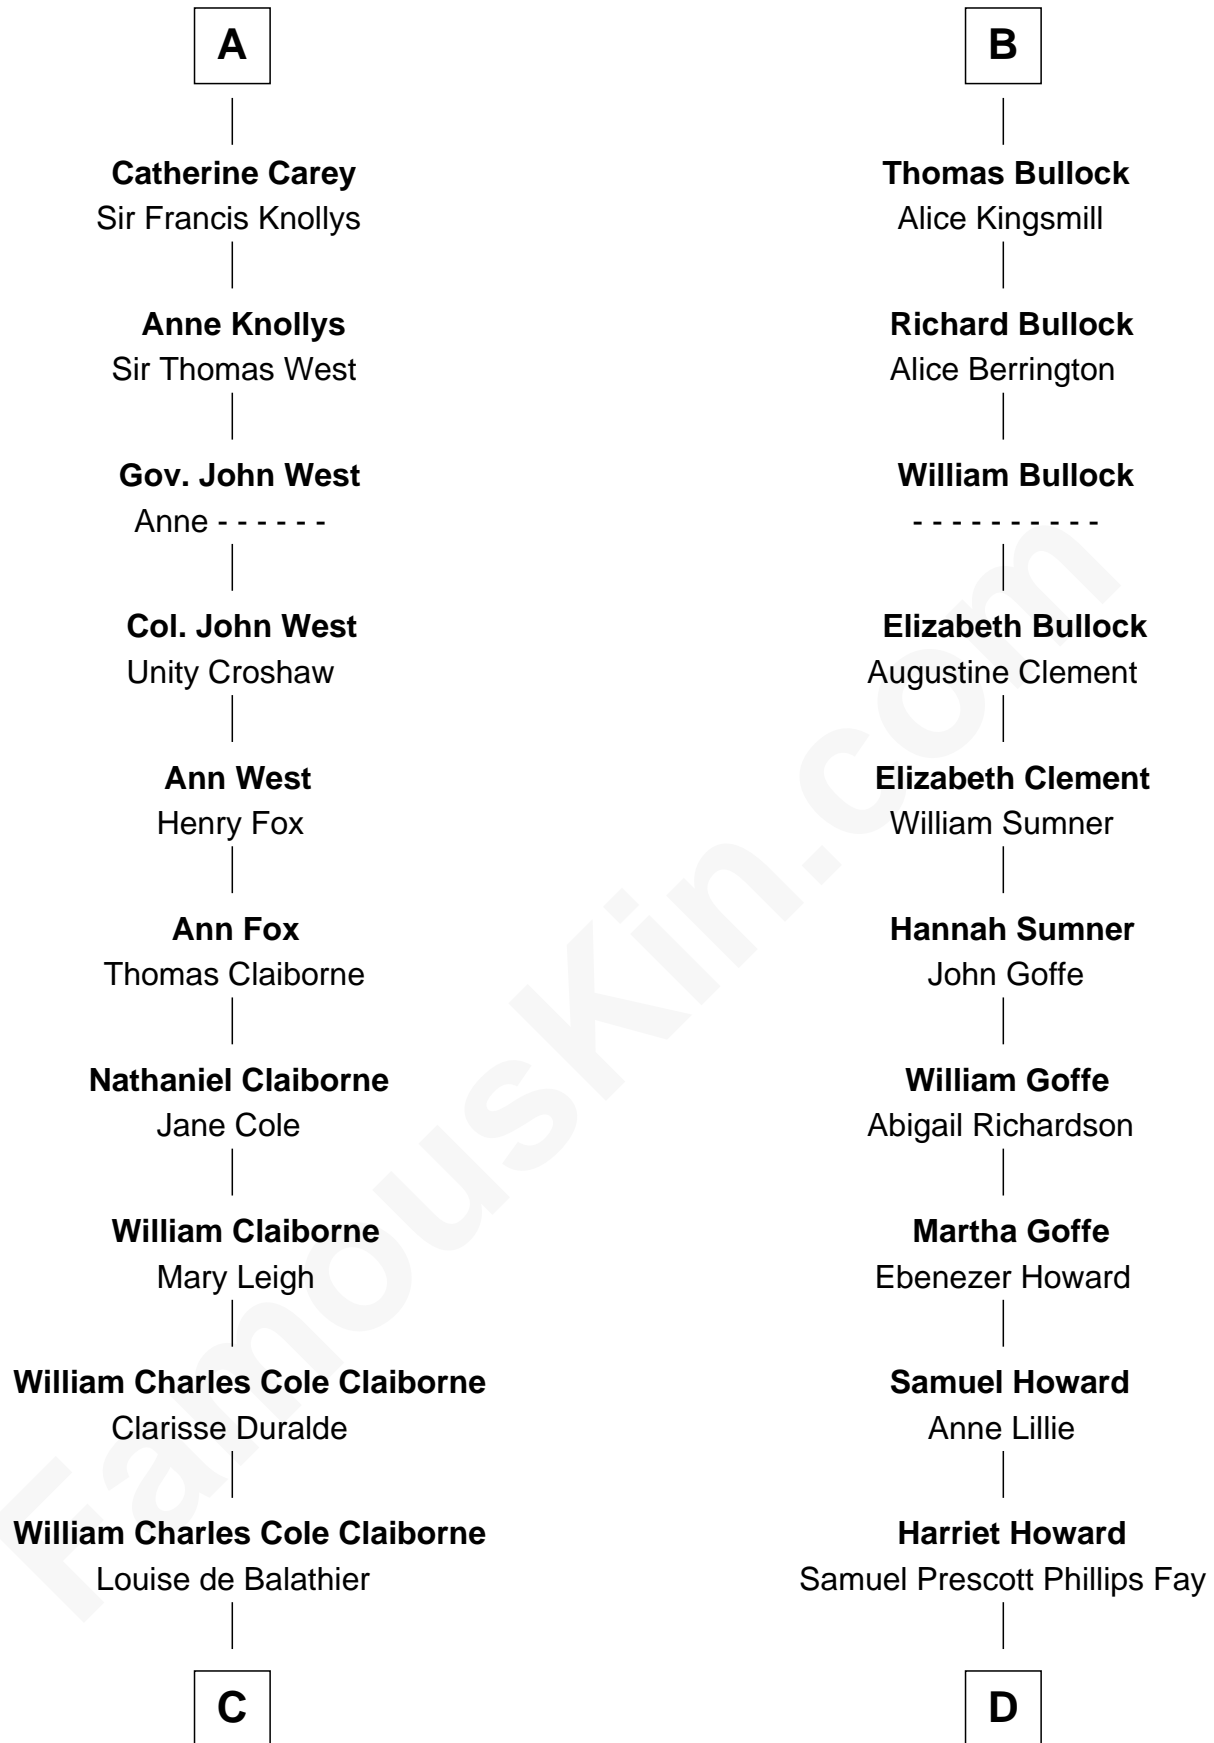 A
Catherine Carey
Sir Francis Knollys
Anne Knollys
Sir Thomas West
Gov. John West
Anne - - - - - -
Col. John West
Unity Croshaw
Ann West
Henry Fox
Ann Fox
Thomas Claiborne
Nathaniel Claiborne
Jane Cole
William Claiborne
Mary Leigh
William Charles Cole Claiborne
Clarisse Duralde
William Charles Cole Claiborne
Louise de Balathier
C
B
Thomas Bullock
Alice Kingsmill
Richard Bullock
Alice Berrington
William Bullock
- - - - - - - - - -
Elizabeth Bullock
Augustine Clement
Elizabeth Clement
William Sumner
Hannah Sumner
John Goffe
William Goffe
Abigail Richardson
Martha Goffe
Ebenezer Howard
Samuel Howard
Anne Lillie
Harriet Howard
Samuel Prescott Phillips Fay
D
FamousKin.com